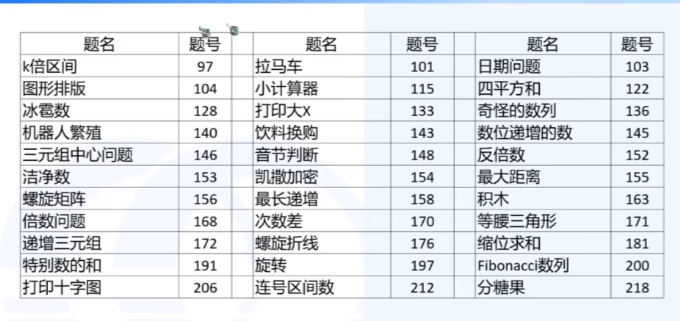 题名 题号 题名 题号 题名 题号
k倍区间 97 拉马车 101 日期问题 103
图形排版 104 小计算器 115 四平方和 122
冰雹数 128 打印大X 133 奇怪的数列 136
机器人繁殖 140 饮料换购 143 数位递增的数 145
三元组中心问题 146 音节判断 148 反倍数 152
洁净数 153 凯撒加密 154 最大距离 155
螺旋矩阵 156 最长递增 158 积木 163
倍数问题 168 次数差 170 等腰三角形 171
递增三元组 172 螺旋折线 176 缩位求和 181
特别数的和 191 旋转 197 Fibonacci数列 200
打印十字图 206 连号区间数 212 分糖果 218